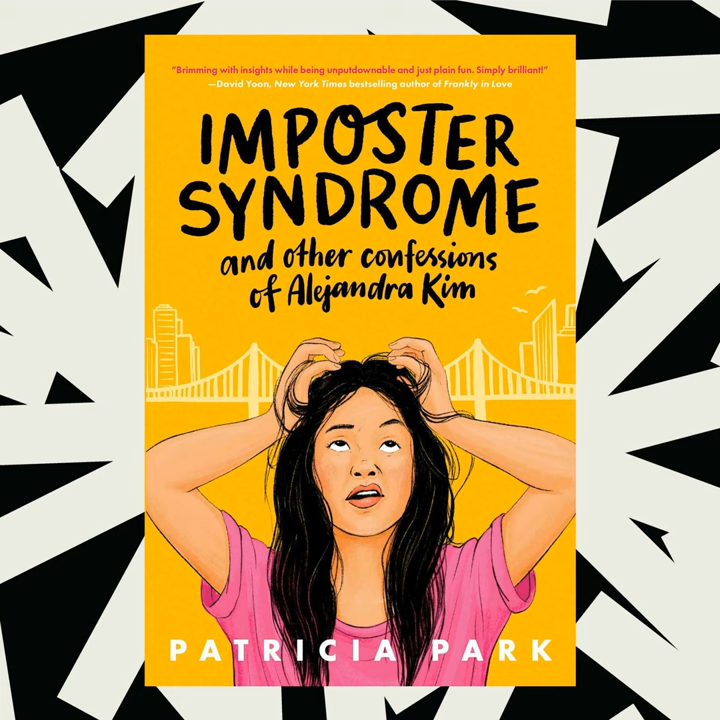 “Brimming with insights while being unputdownable and just plain fun. Simply brilliant!”
—David Yoon, New York Times bestselling author of Frankly in Love
IMPOSTER
SYNDROME
and other confessions
of Alejandra Kim
PATRICIA PARK